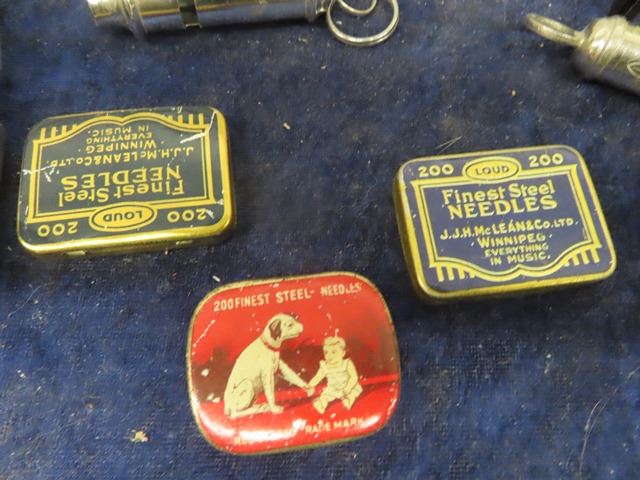 200 LOUD 200
Finest Steel
NEEDLES
J.J.H. McLEAN & Co. LTD.
WINNIPEG
EVERYTHING
IN MUSIC.
200 LOUD 200
Finest Steel
NEEDLES
J.J.H. McLEAN & Co. LTD.
WINNIPEG
EVERYTHING
IN MUSIC.
200 FINEST STEEL NEEDLES
TRADE MARK